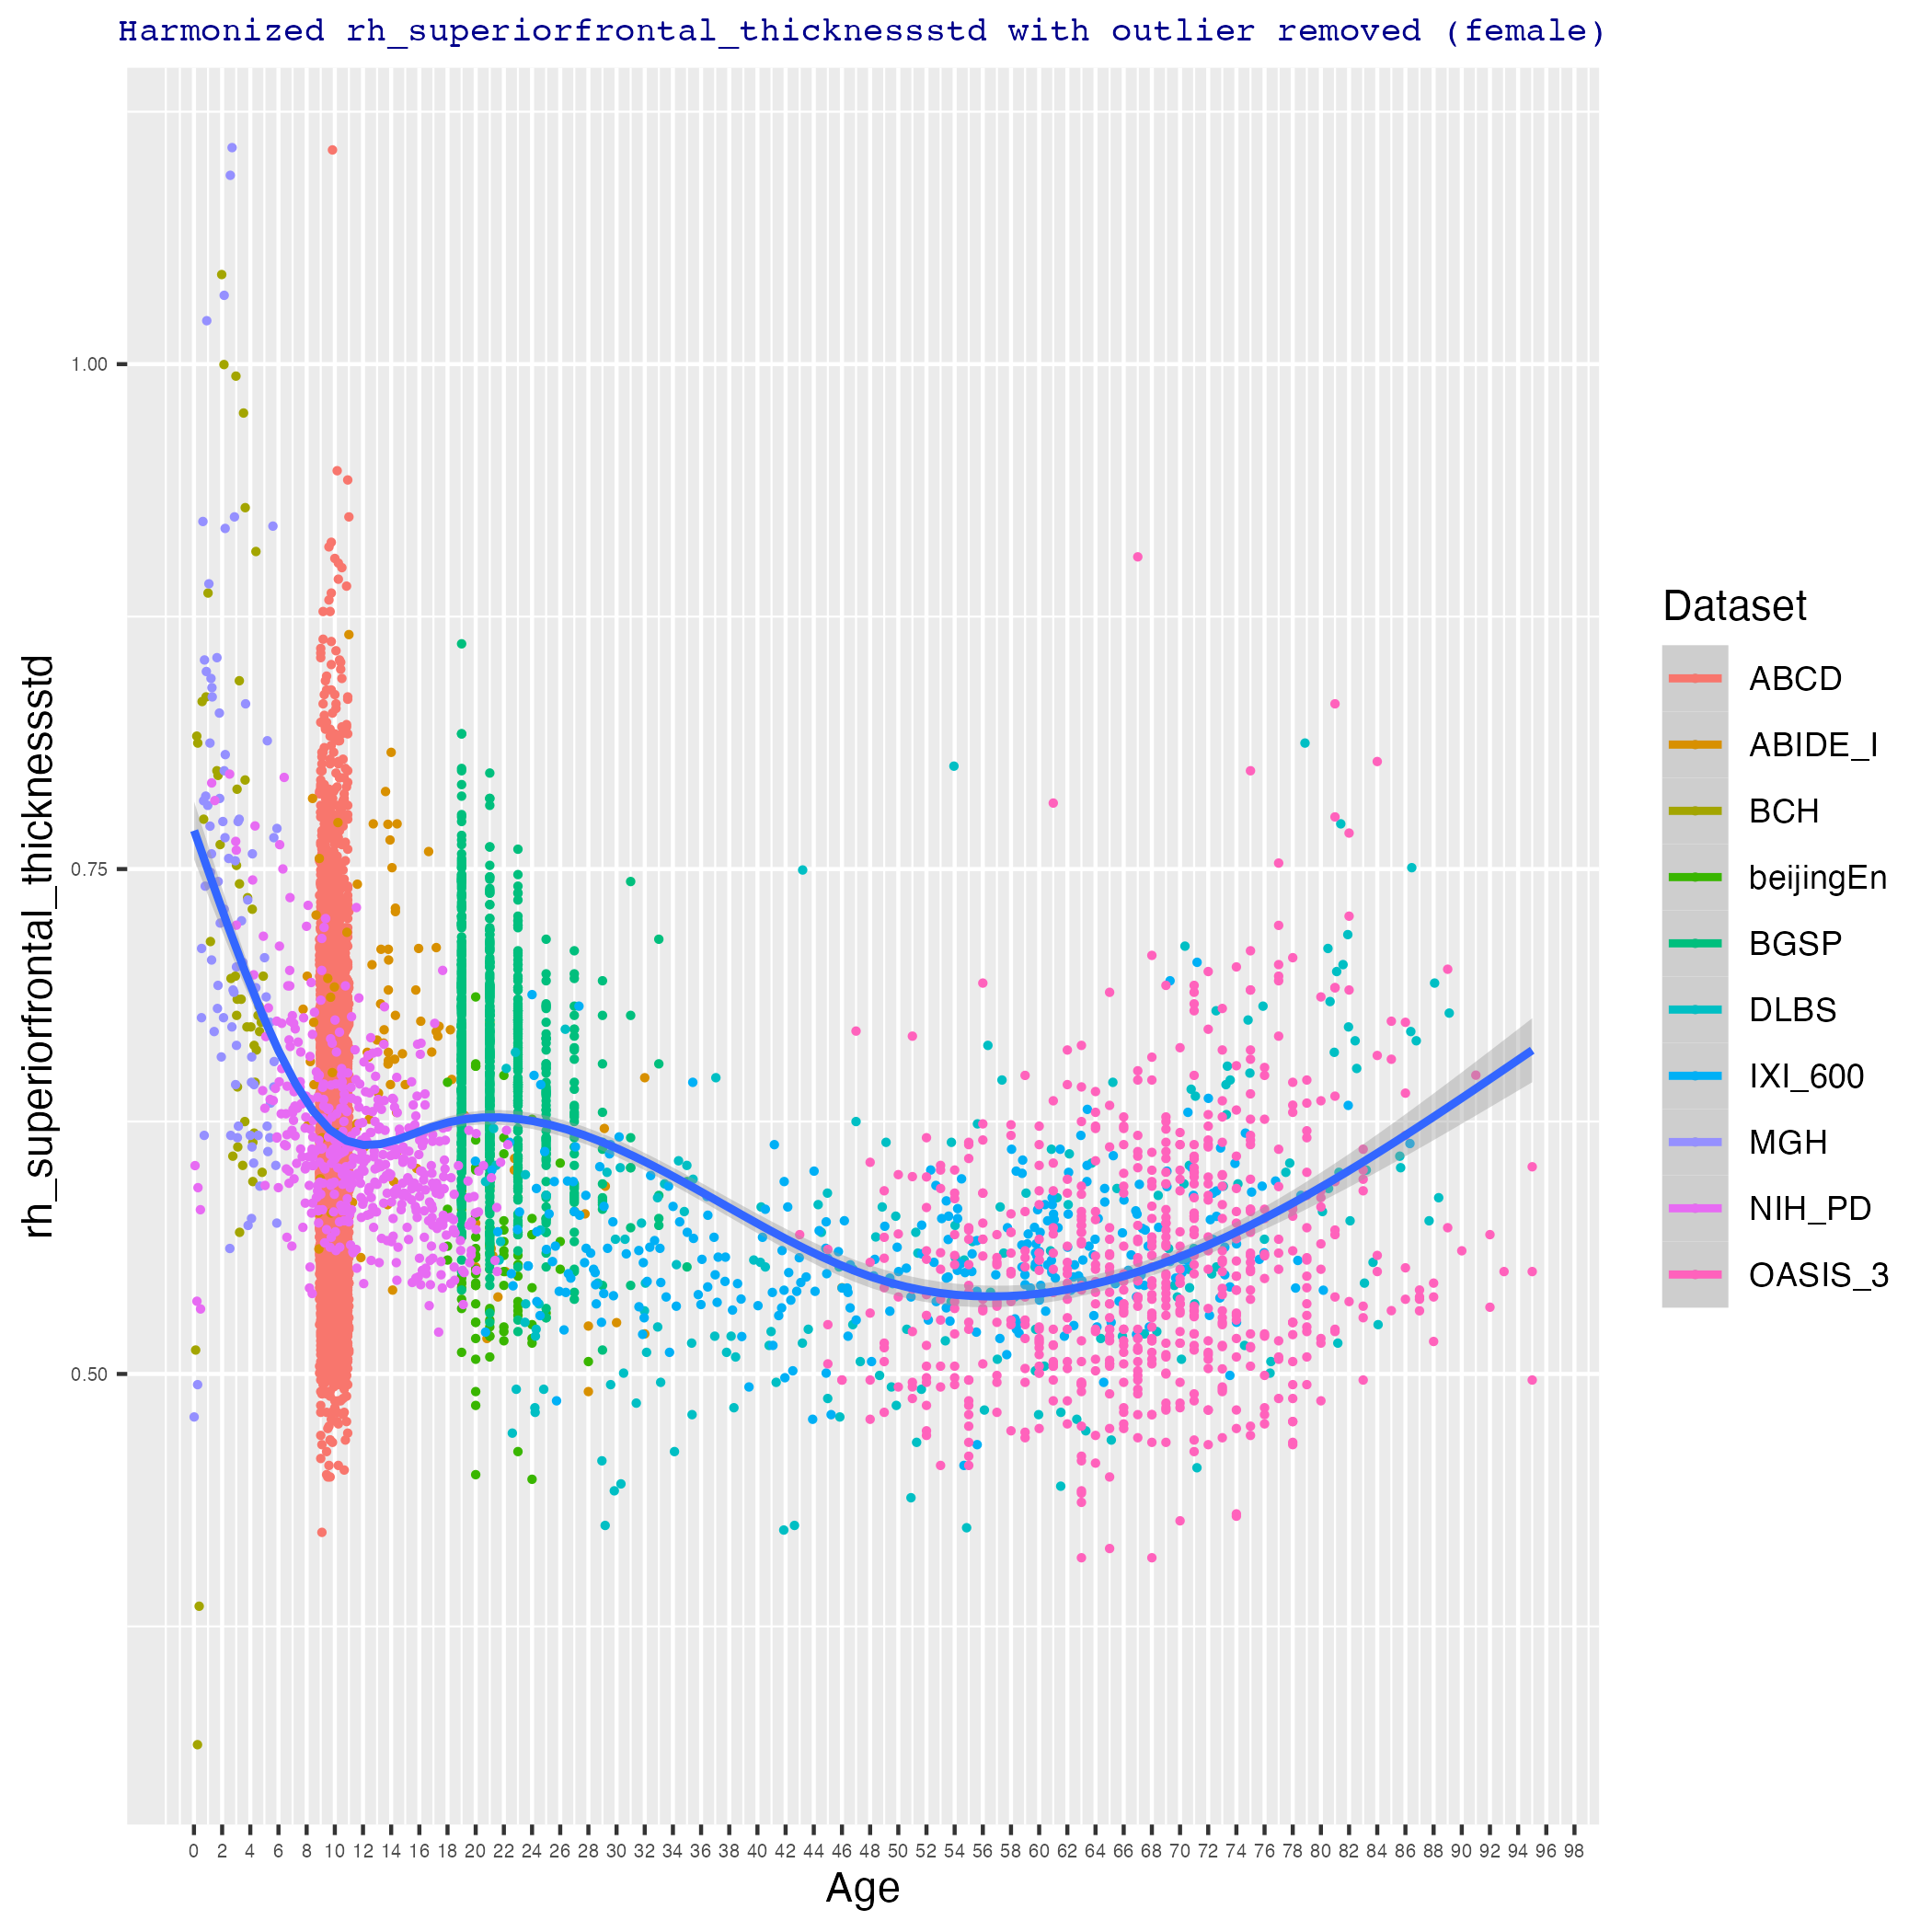 Harmonized rh_superiorfrontal_thicknessstd with outlier removed (female)
rh_superiorfrontal_thicknessstd
1.00
0.75
0.50
0 2 4 6 8 10 12 14 16 18 20 22 24 26 28 30 32 34 36 38 40 42 44 46 48 50 52 54 56 58 60 62 64 66 68 70 72 74 76 78 80 82 84 86 88 90 92 94 96 98
Age
Dataset
ABCD
ABIDE_I
BCH
beijingEn
BGSP
DLBS
IXI_600
MGH
NIH_PD
OASIS_3